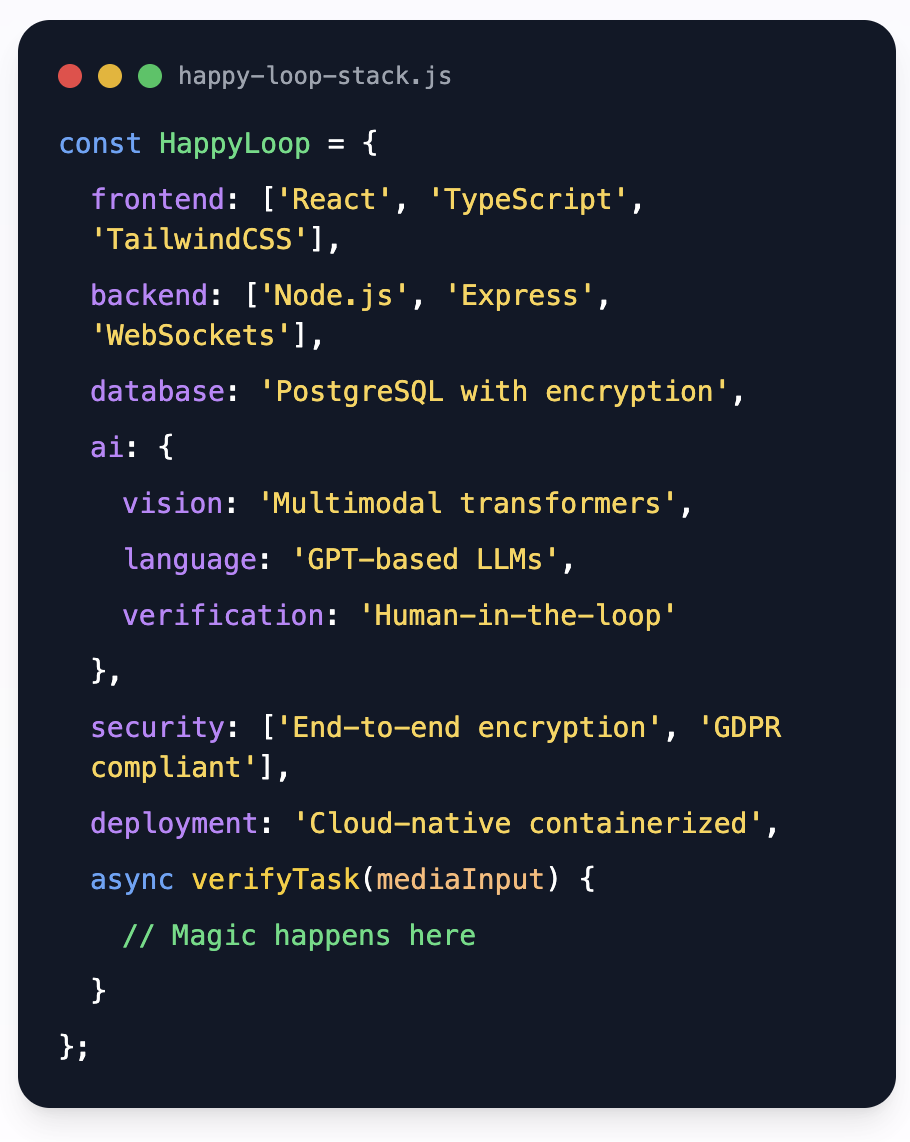 happy-loop-stack.js
const HappyLoop = {
frontend: ['React', 'TypeScript',
'TailwindCSS'],
backend: ['Node.js', 'Express',
'WebSockets'],
database: 'PostgreSQL with encryption',
ai: {
vision: 'Multimodal transformers',
language: 'GPT-based LLMs',
verification: 'Human-in-the-loop'
},
security: ['End-to-end encryption', 'GDPR
compliant'],
deployment: 'Cloud-native containerized',
async verifyTask(mediaInput) {
// Magic happens here
}
};